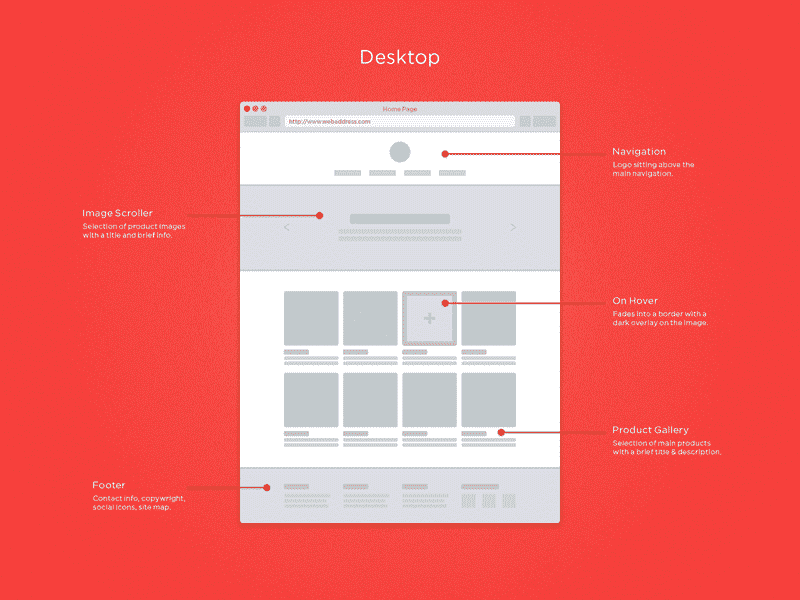 Desktop
Home Page
http://www.webaddress.com
Navigation
Logo sitting above the
main navigation.
Image Scroller
Selection of product images
with a title and brief info.
On Hover
Fades into a border with a
dark overlay on the image.
Product Gallery
Selection of main products
with a brief title & description.
Footer
Contact info, copywright,
social icons, site map.